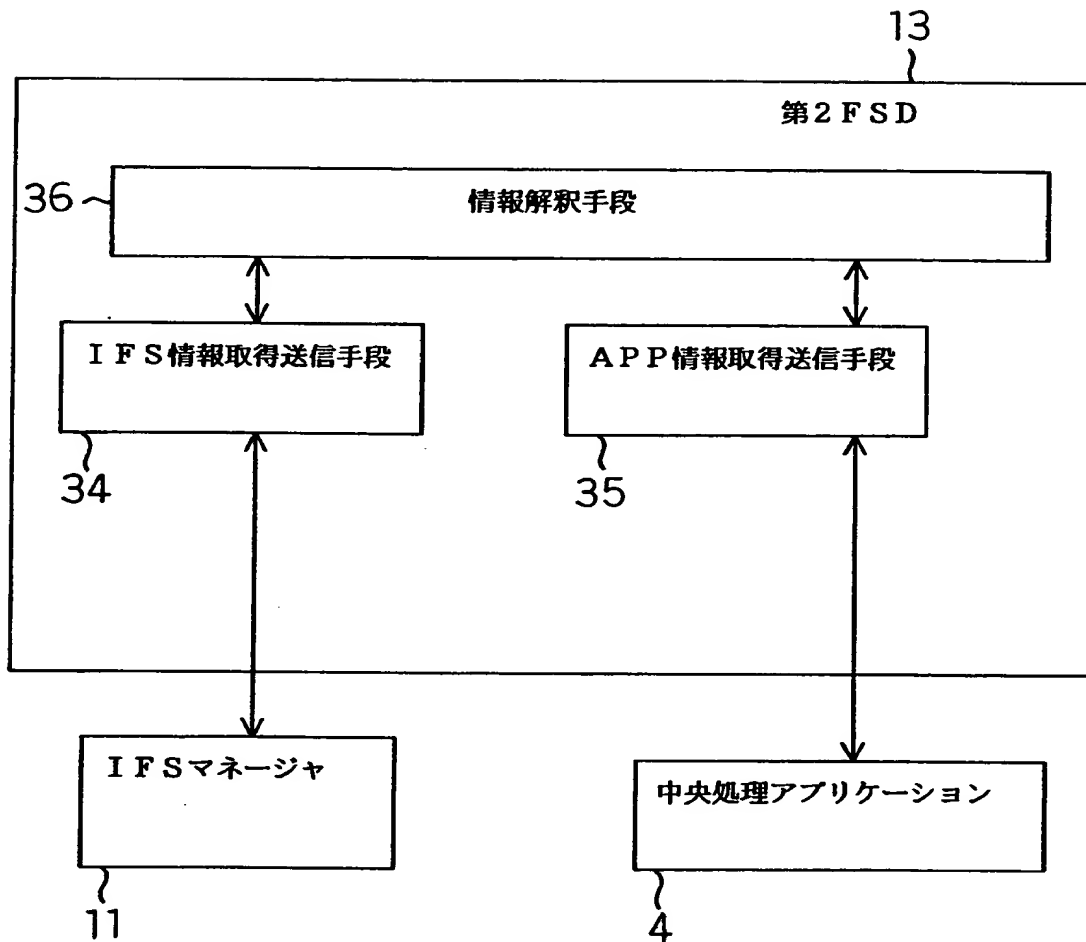 13
第2FSD
36
情報解釈手段
IFS情報取得送信手段
APP情報取得送信手段
34
35
IFSマネージャ
中央処理アプリケーション
11
4